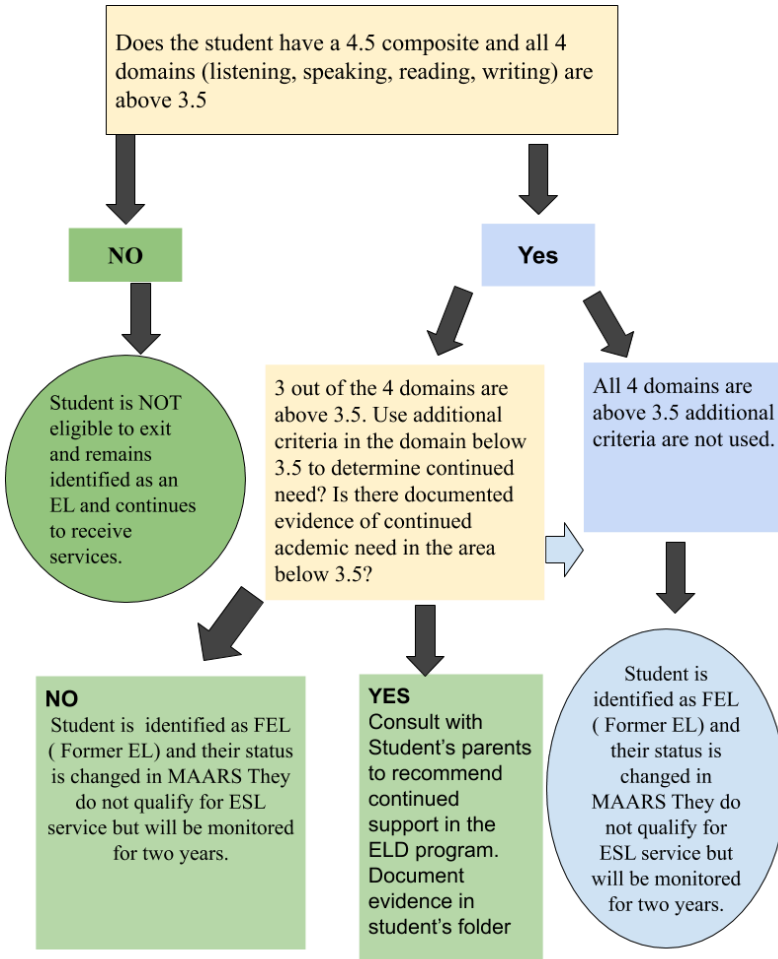 Does the student have a 4.5 composite and all 4
domains (listening, speaking, reading, writing) are
above 3.5
NO
Yes
Student is NOT
eligible to exit
and remains
identified as an
EL and continues
to receive
services.
3 out of the 4 domains are
above 3.5. Use additional
criteria in the domain below
3.5 to determine continued
need? Is there documented
evidence of continued
acdemic need in the area
below 3.5?
All 4 domains are
above 3.5 additional
criteria are not used.
NO
Student is identified as FEL
( Former EL) and their status
is changed in MAARS They
do not qualify for ESL
service but will be monitored
for two years.
YES
Consult with
Student’s parents
to recommend
continued
support in the
ELD program.
Document
evidence in
student’s folder
Student is
identified as FEL
( Former EL) and
their status is
changed in
MAARS They do
not qualify for
ESL service but
will be monitored
for two years.